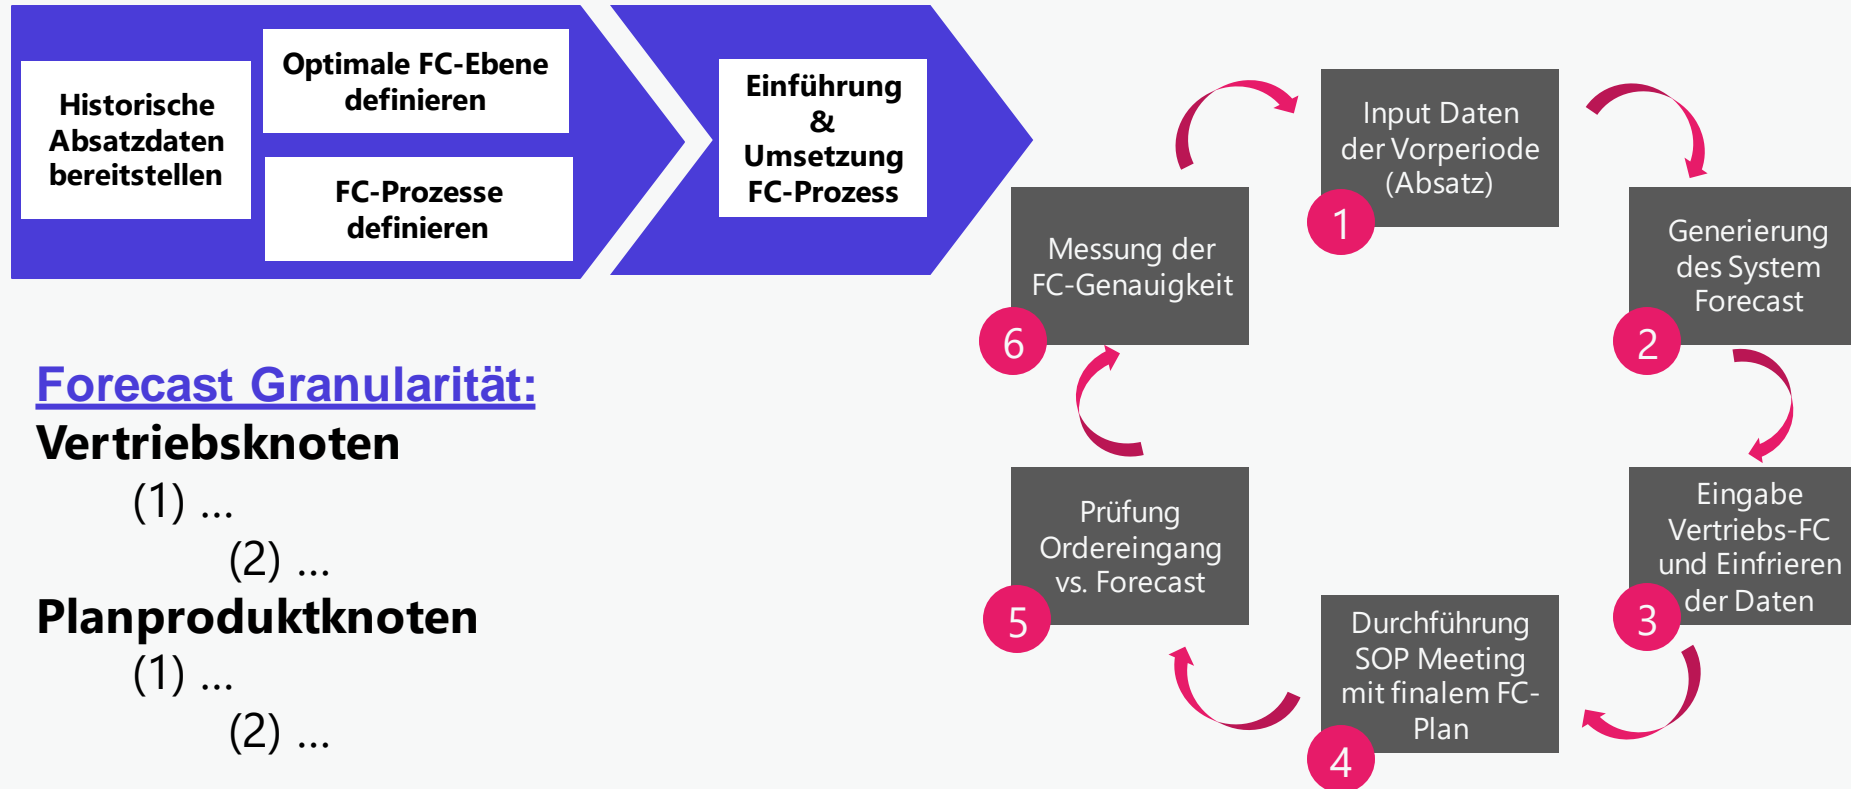 Historische
Absatzdaten
bereitstellen
Optimale FC-Ebene
definieren
FC-Prozesse
definieren
Einführung
&
Umsetzung
FC-Prozess
Forecast Granularität:
Vertriebsknoten
(1) ...
(2) ...
Planproduktknoten
(1) ...
(2) ...
Input Daten
der Vorperiode
(Absatz)
1
Generierung
des System
Forecast
2
Eingabe
Vertriebs-FC
und Einfrieren
der Daten
3
Durchführung
SOP Meeting
mit finalem FC-
Plan
4
Prüfung
Ordereingang
vs. Forecast
5
Messung der
FC-Genauigkeit
6